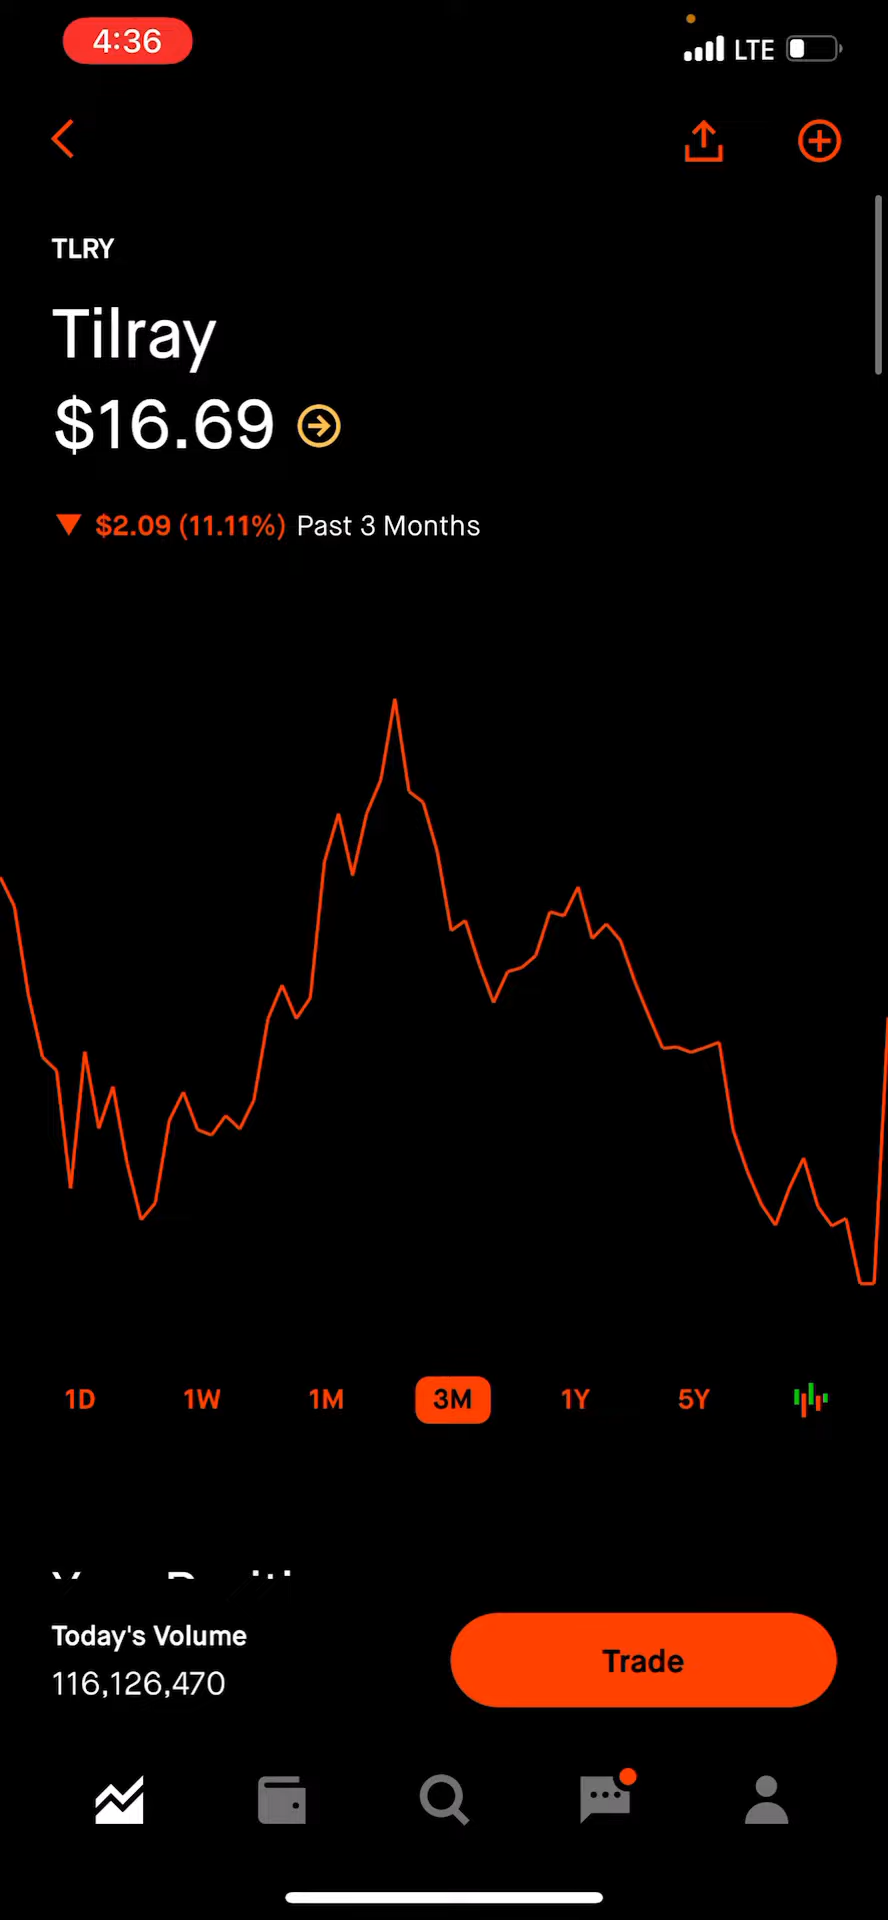 4:36
LTE
TLRY
Tilray
$16.69
$2.09 (11.11%) Past 3 Months
1D 1W 1M 3M 1Y 5Y
Today's Volume
116,126,470
Trade